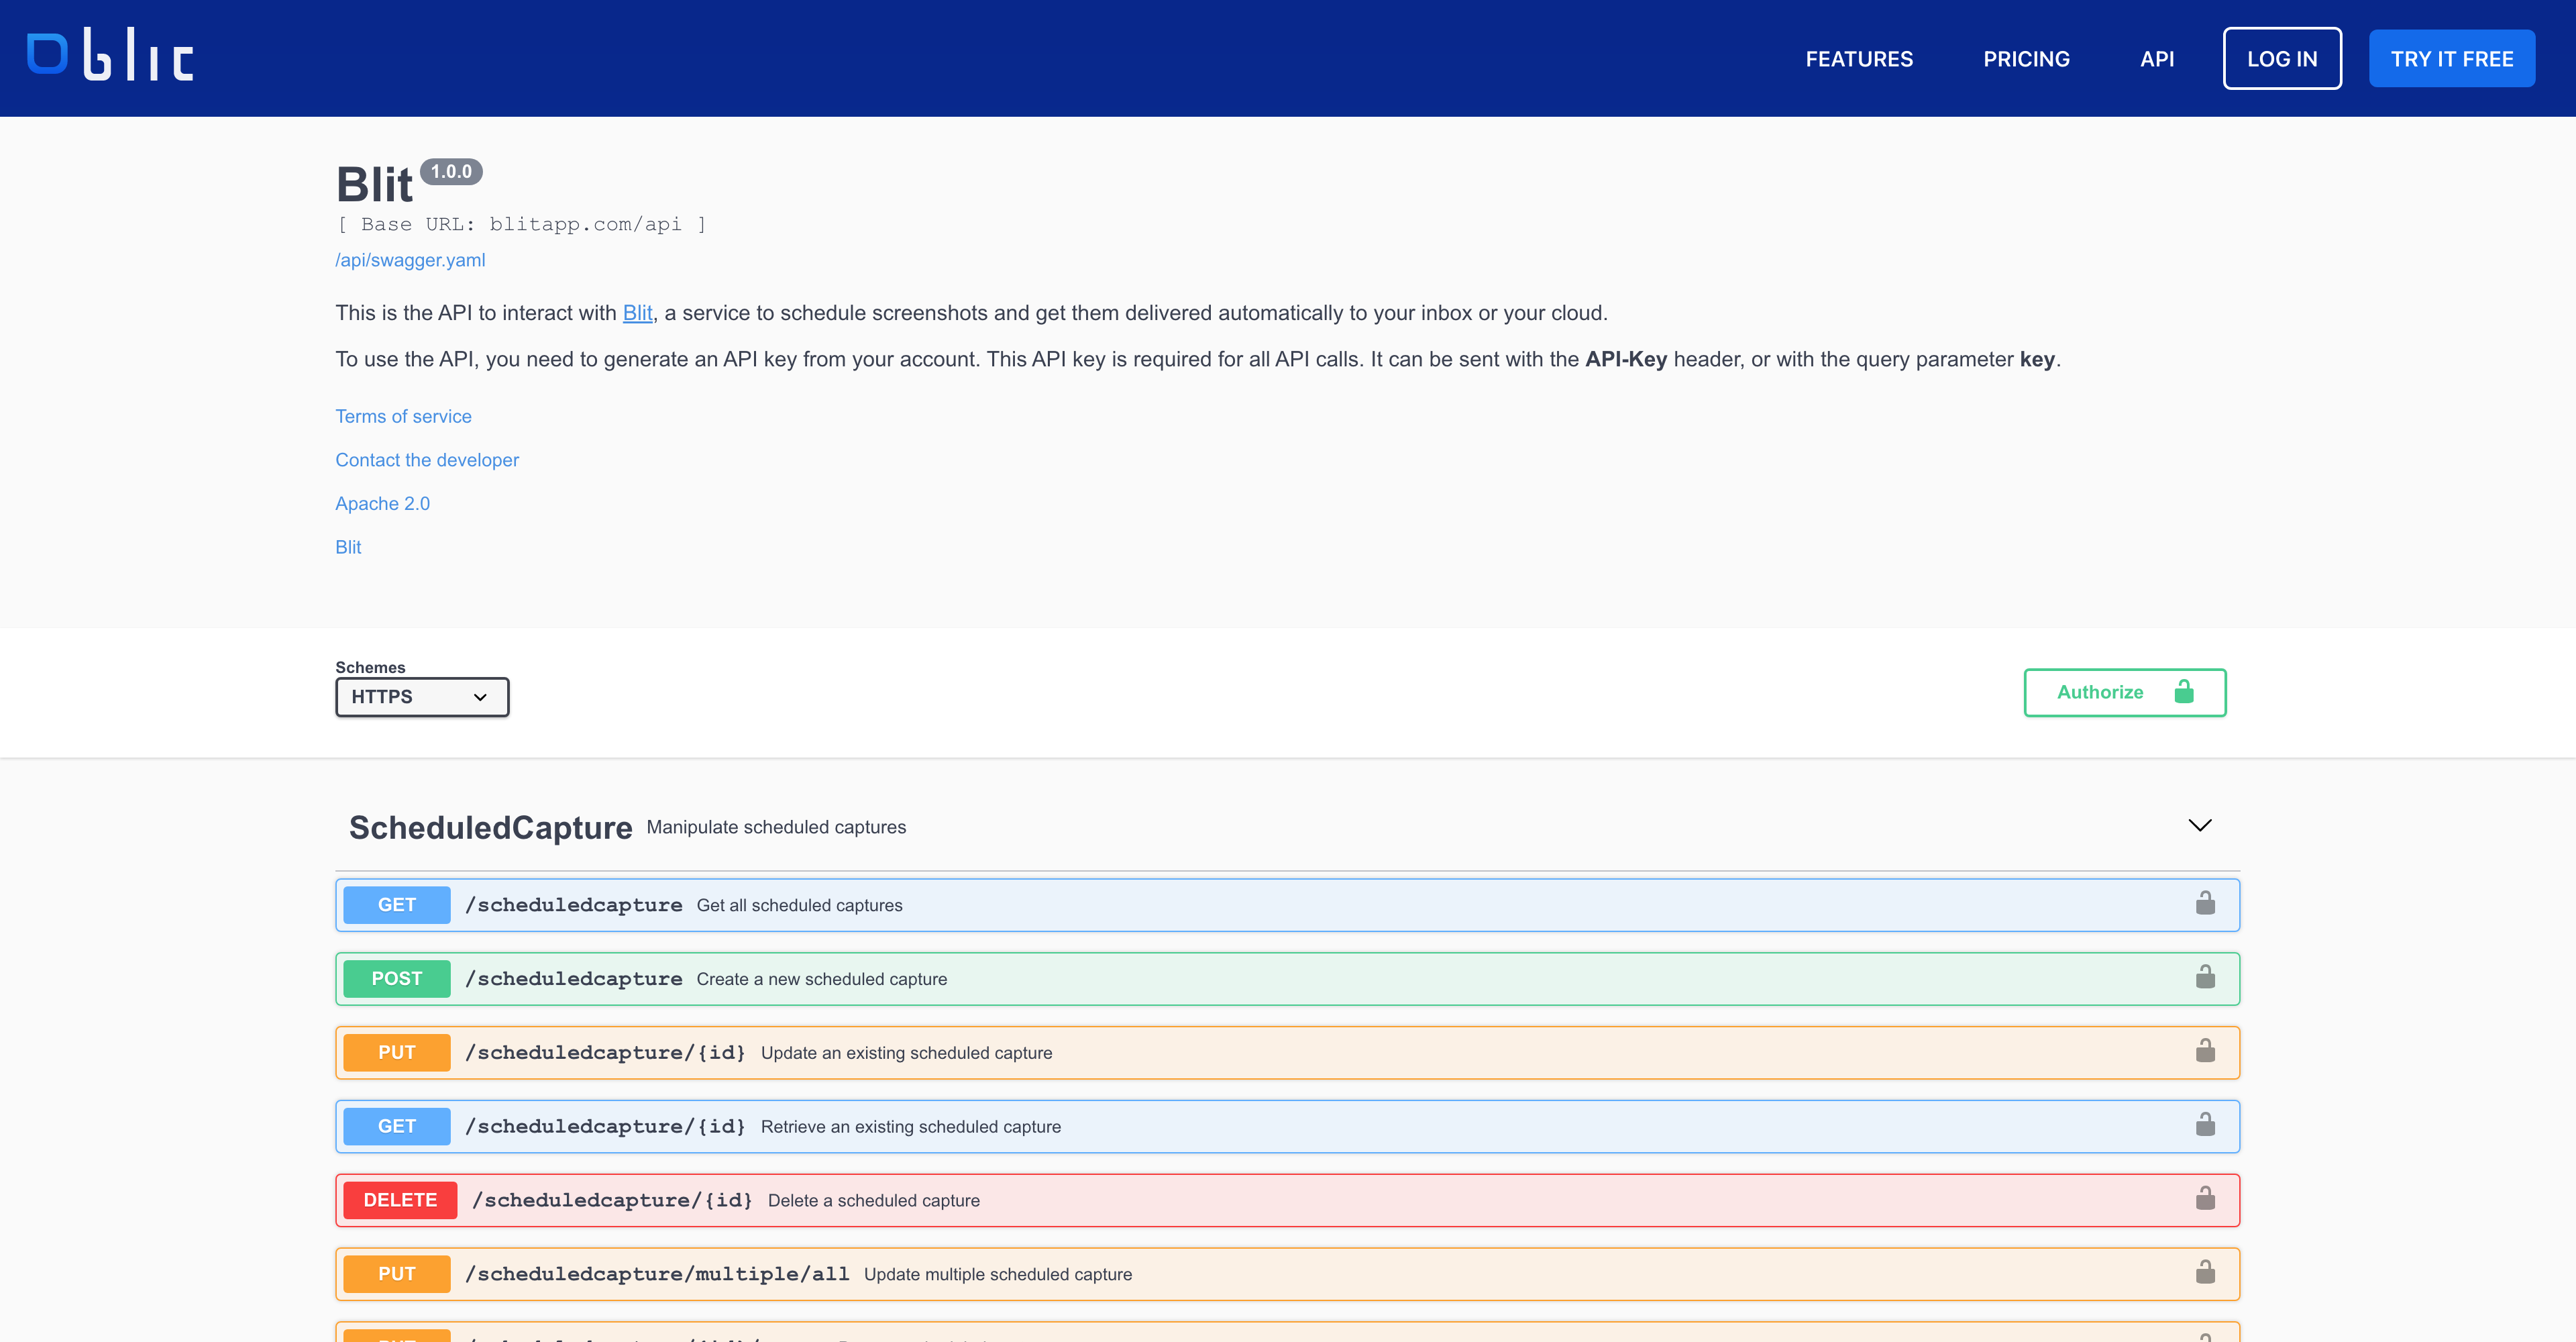 blit
FEATURES PRICING API LOG IN TRY IT FREE
Blit 1.0.0
[ Base URL: blitapp.com/api ]
/api/swagger.yaml
This is the API to interact with Blit, a service to schedule screenshots and get them delivered automatically to your inbox or your cloud.
To use the API, you need to generate an API key from your account. This API key is required for all API calls. It can be sent with the API-Key header, or with the query parameter key.
Terms of service
Contact the developer
Apache 2.0
Blit
Schemes
HTTPS
Authorize
ScheduledCapture Manipulate scheduled captures
GET /scheduledcapture Get all scheduled captures
POST /scheduledcapture Create a new scheduled capture
PUT /scheduledcapture/{id} Update an existing scheduled capture
GET /scheduledcapture/{id} Retrieve an existing scheduled capture
DELETE /scheduledcapture/{id} Delete a scheduled capture
PUT /scheduledcapture/multiple/all Update multiple scheduled capture